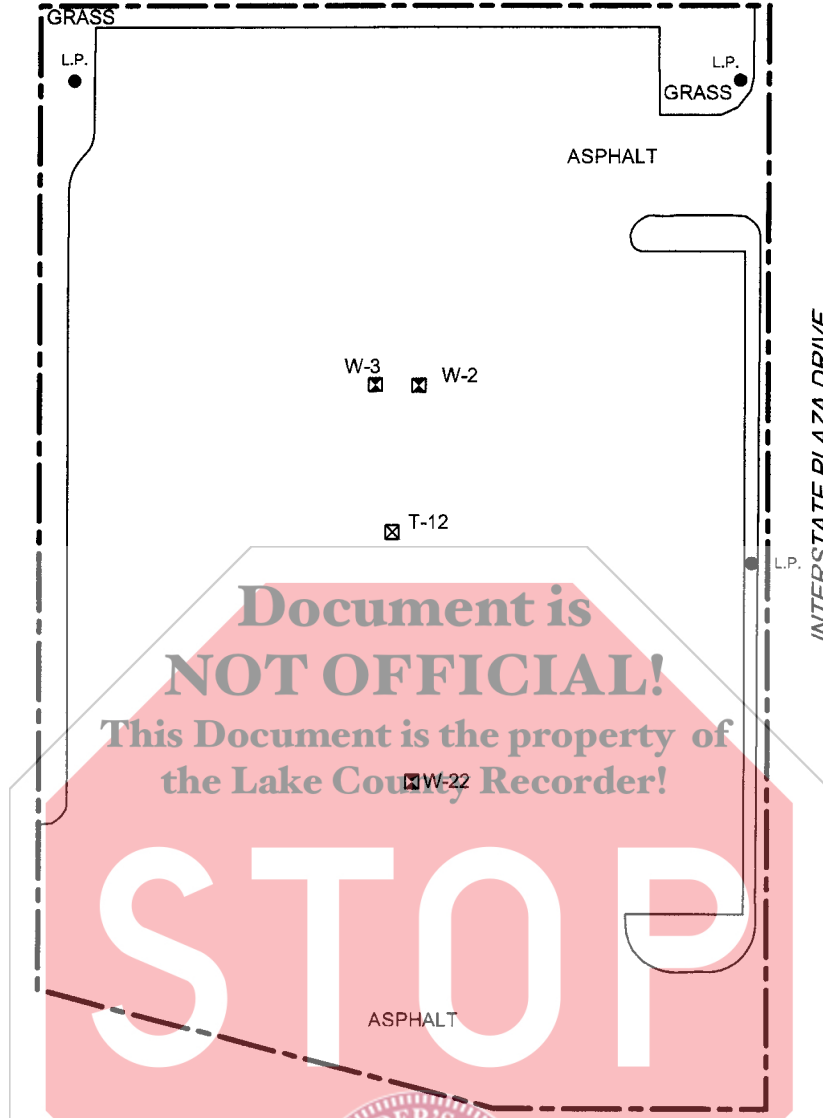 GRASS
L.P.
L.P.
GRASS
ASPHALT
W-3
W-2
INTERSTATE PLAZA DRIVE
T-12
L.P.
Document is
NOT OFFICIAL!
This Document is the property of
the Lake County Recorder!
W-22
STOP
ASPHALT